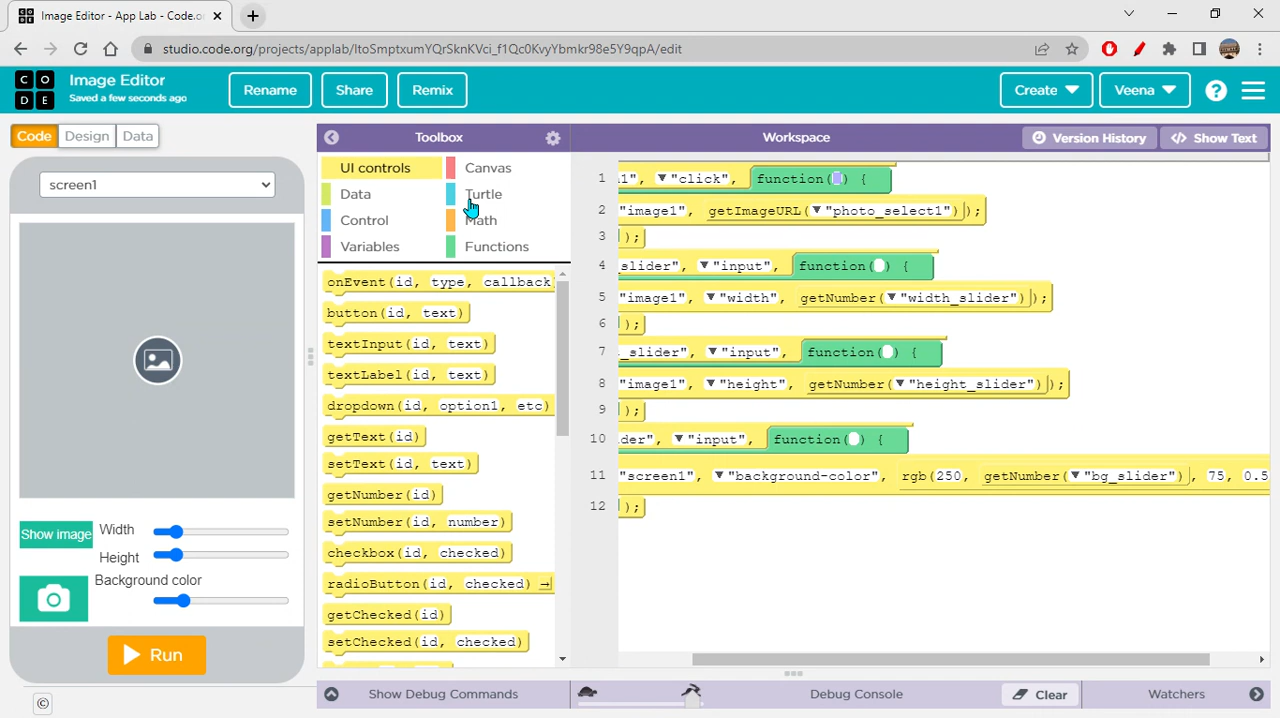 Image Editor - App Lab - Code.o
studio.code.org/projects/applab/ItoSmptxumYQrSknKVci_f1Qc0KvyYbmkr98e5Y9qpA/edit
CODE
Image Editor
Saved a few seconds ago
Rename
Share
Remix
Create
Veena
?
Code
Design
Data
Toolbox
Workspace
Version History
</> Show Text
screen1
UI controls
Canvas
Data
Turtle
Control
Math
Variables
Functions
onEvent(id, type, callback)
button(id, text)
textInput(id, text)
textLabel(id, text)
dropdown(id, option1, etc)
getText(id)
setText(id, text)
getNumber(id)
setNumber(id, number)
checkbox(id, checked)
radioButton(id, checked)
getChecked(id)
setChecked(id, checked)
1 1", "click", function( ) {
2 "image1", getImageURL("photo_select1"));
3 );
4 slider", "input", function( ) {
5 "image1", "width", getNumber("width_slider"));
6 );
7 _slider", "input", function( ) {
8 "image1", "height", getNumber("height_slider"));
9 );
10 der", "input", function( ) {
11 "screen1", "background-color", rgb(250, getNumber("bg_slider"), 75, 0.5
12 );
Show image
Width
Height
Background color
Run
©
Show Debug Commands
Debug Console
Clear
Watchers